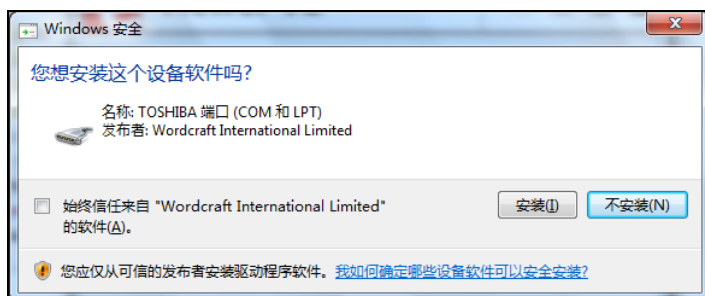 Windows 安全
您想安装这个设备软件吗?
名称: TOSHIBA 端口 (COM 和 LPT)
发布者: Wordcraft International Limited
始终信任来自 "Wordcraft International Limited"
的软件(A)。
安装(I)
不安装(N)
您应仅从可信的发布者安装驱动程序软件。我如何确定哪些设备软件可以安全安装?